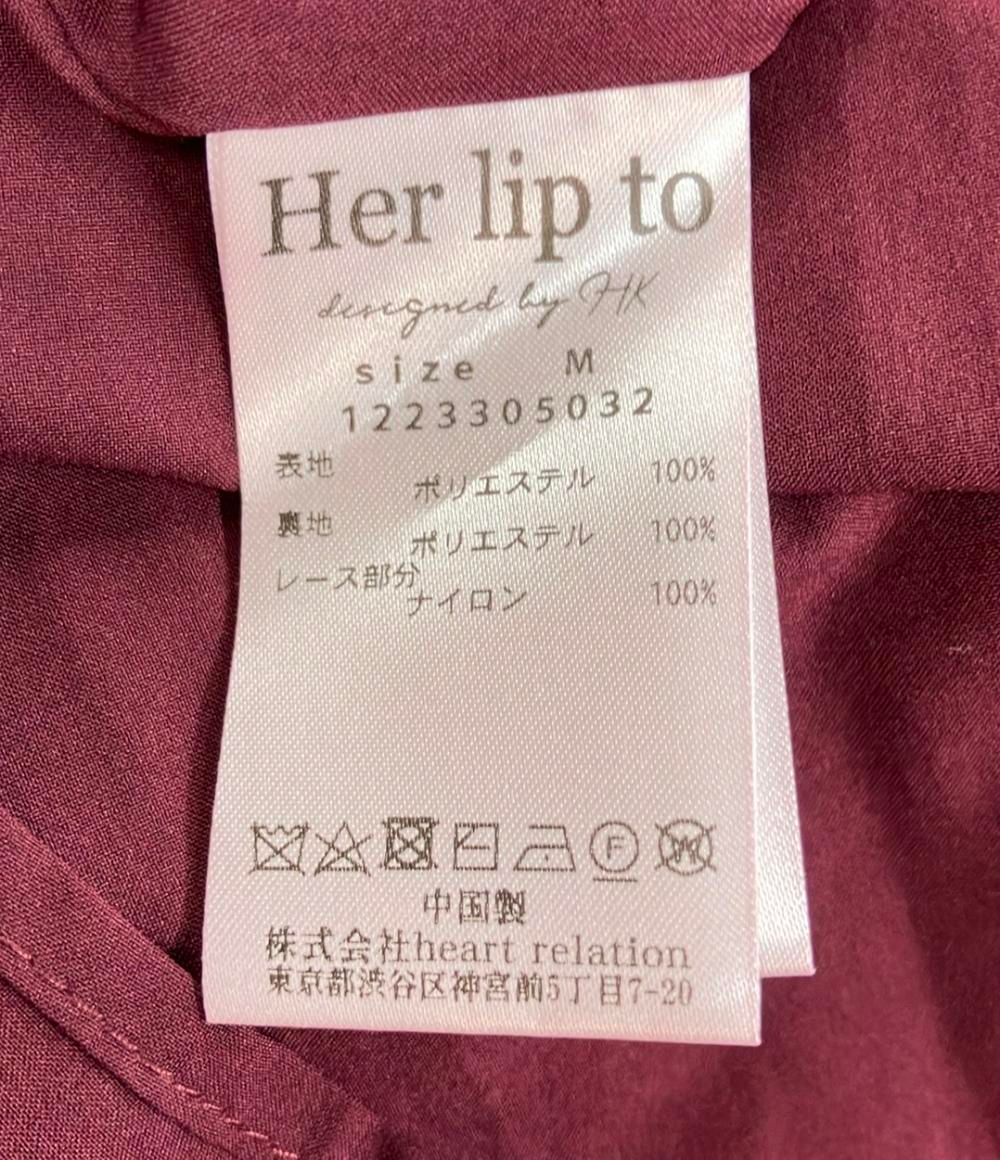 Her lip to
designed by HK
size M
1223305032
表地 ポリエステル 100%
裏地 ポリエステル 100%
レース部分 ナイロン 100%
F W
中国製
株式会社heart relation
東京都渋谷区神宮前5丁目7-20